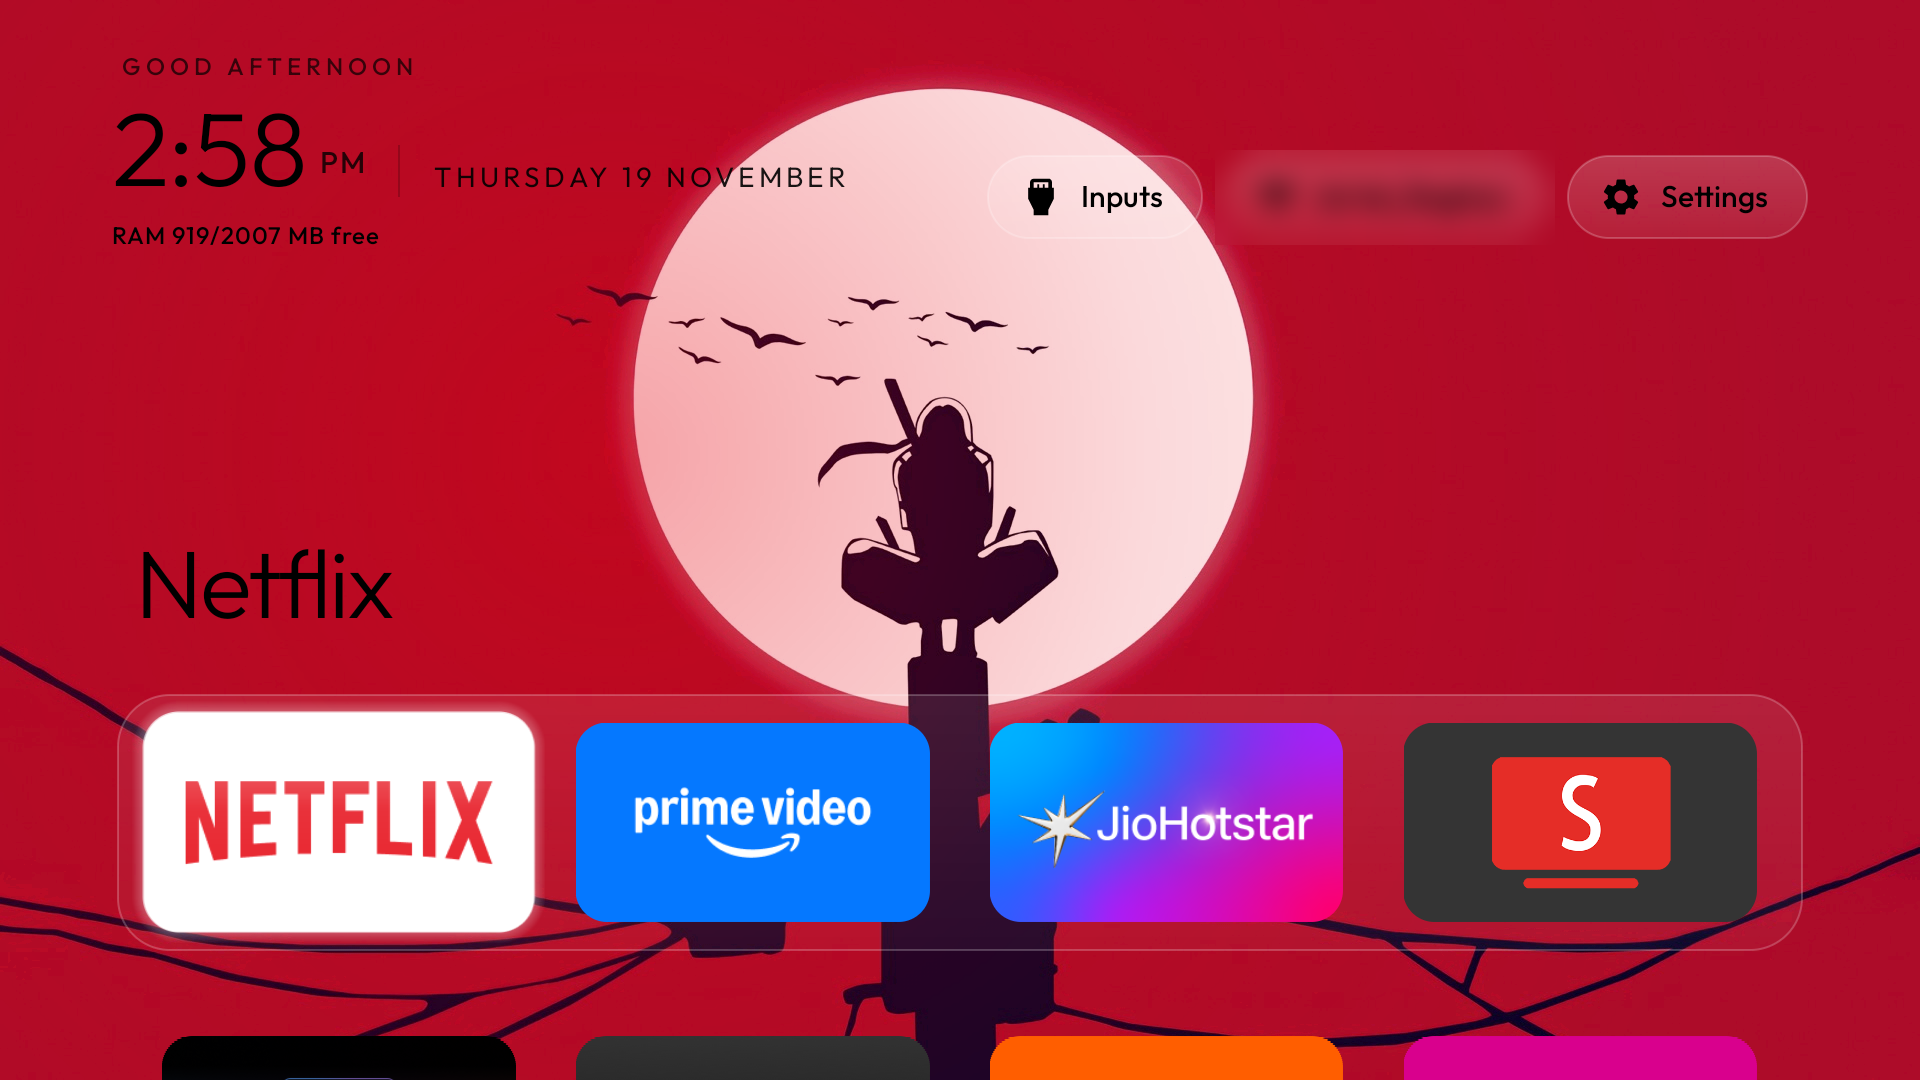 GOOD AFTERNOON
2:58 PM
THURSDAY 19 NOVEMBER
RAM 919/2007 MB free
Inputs
Settings
Netflix
NETFLIX
prime video
JioHotstar
S